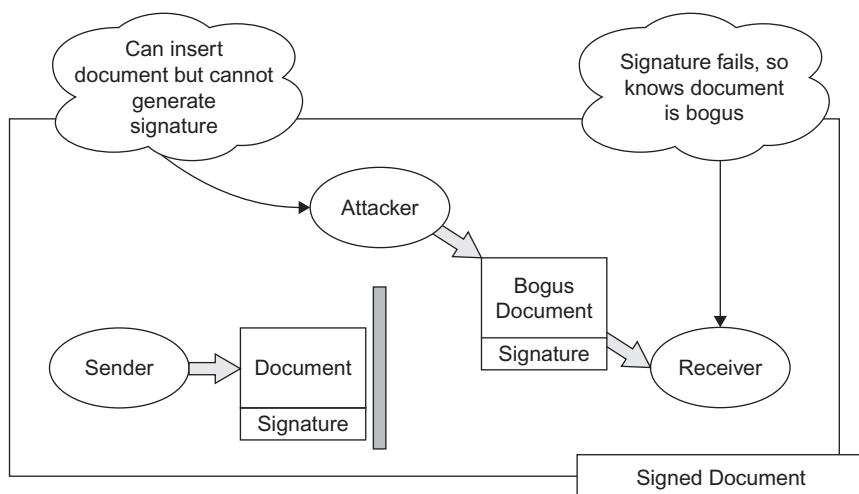 Can insert
document but cannot
generate
signature
Signature fails, so
knows document
is bogus
Attacker
Bogus
Document
Signature
Sender
Document
Signature
Receiver
Signed Document